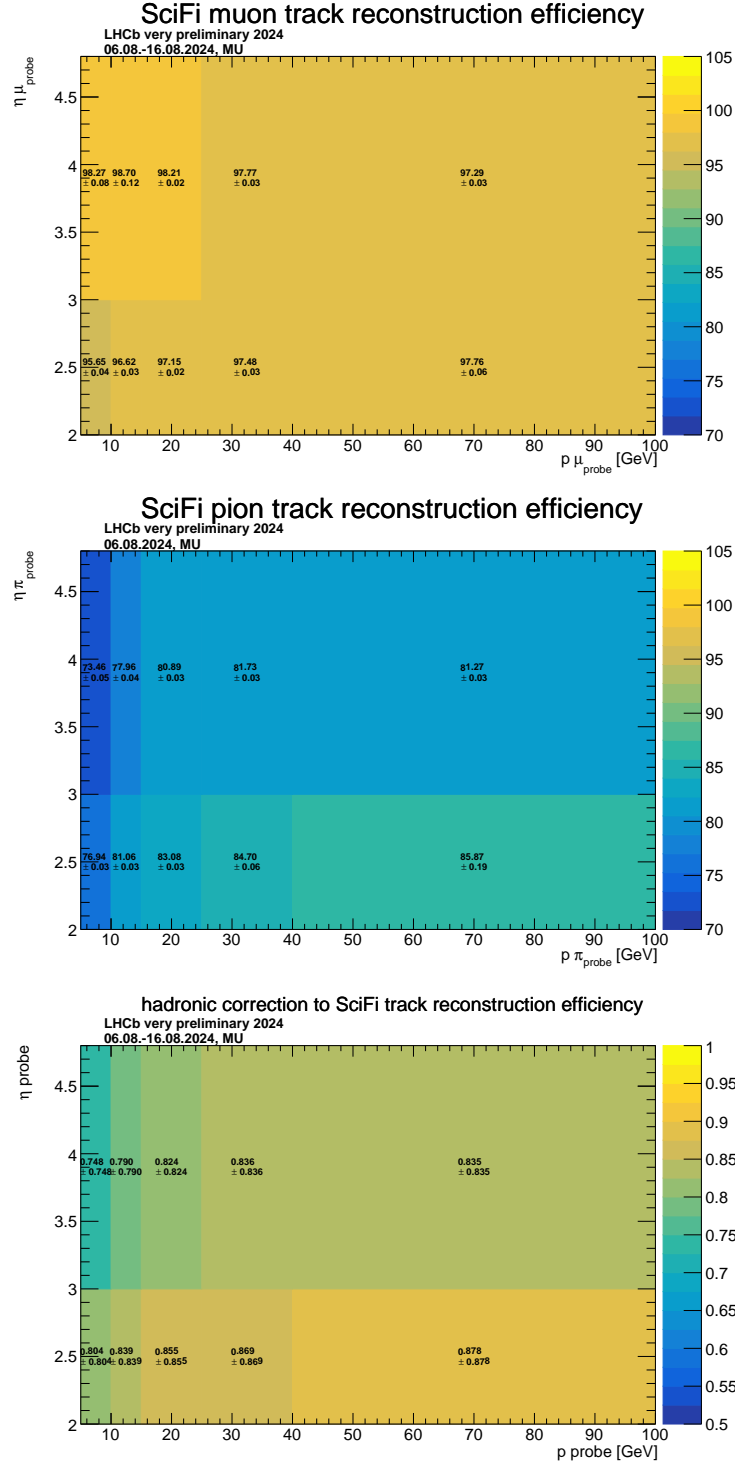 SciFi muon track reconstruction efficiency
LHCb very preliminary 2024
06.08.-16.08.2024, MU
η μprobe
4.5
4
3.5
3
2.5
2
98.27 98.70 98.21 97.77 97.29
± 0.08 ± 0.12 ± 0.02 ± 0.03 ± 0.03
95.65 96.62 97.15 97.48 97.76
± 0.04 ± 0.03 ± 0.02 ± 0.03 ± 0.06
10 20 30 40 50 60 70 80 90 100
p μprobe [GeV]
105
100
95
90
85
80
75
70
SciFi pion track reconstruction efficiency
LHCb very preliminary 2024
06.08.2024, MU
η πprobe
4.5
4
3.5
3
2.5
2
73.46 77.96 80.89 81.73 81.27
± 0.05 ± 0.04 ± 0.03 ± 0.03 ± 0.03
76.94 81.06 83.08 84.70 85.87
± 0.03 ± 0.03 ± 0.03 ± 0.06 ± 0.19
10 20 30 40 50 60 70 80 90 100
p πprobe [GeV]
105
100
95
90
85
80
75
70
hadronic correction to SciFi track reconstruction efficiency
LHCb very preliminary 2024
06.08.-16.08.2024, MU
η probe
4.5
4
3.5
3
2.5
2
0.748 0.790 0.824 0.836 0.835
± 0.748 ± 0.790 ± 0.824 ± 0.836 ± 0.835
0.804 0.839 0.855 0.869 0.878
± 0.804 ± 0.839 ± 0.855 ± 0.869 ± 0.878
10 20 30 40 50 60 70 80 90 100
p probe [GeV]
1
0.95
0.9
0.85
0.8
0.75
0.7
0.65
0.6
0.55
0.5